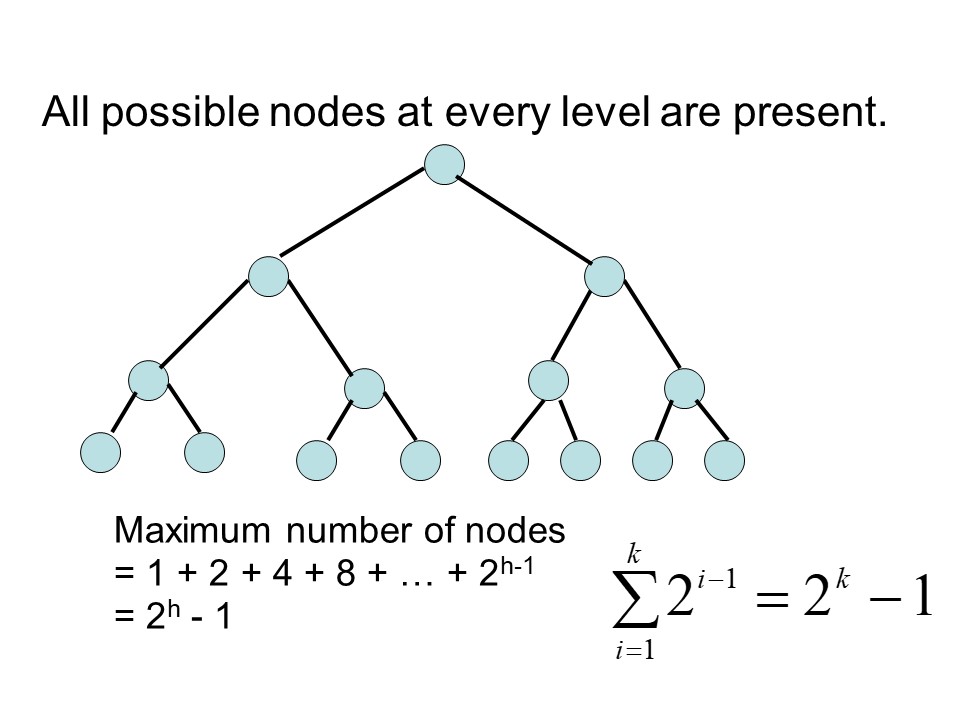 All possible nodes at every level are present.
Maximum number of nodes
= 1 + 2 + 4 + 8 + … + 2^{h-1}
= 2^{h} - 1
\sum_{i=1}^{k} 2^{i-1} = 2^{k} - 1